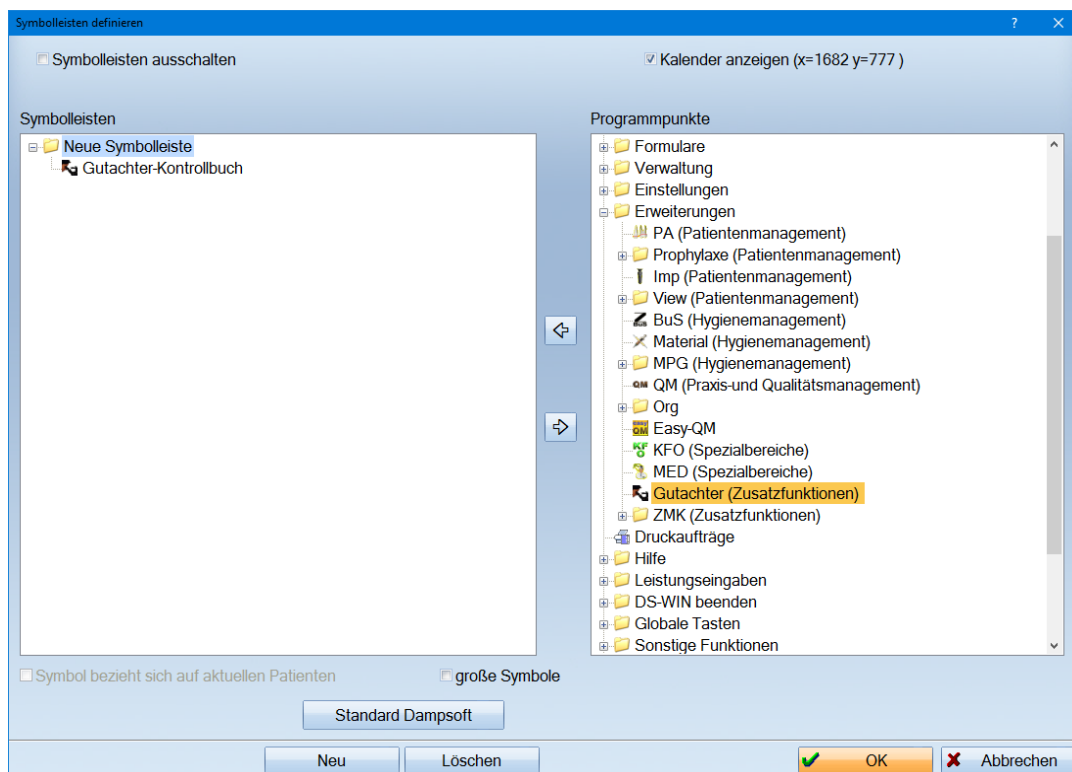 Symbolleisten definieren
Symbolleisten ausschalten
Kalender anzeigen (x=1682 y=777 )
Symbolleisten
Neue Symbolleiste
Gutachter-Kontrollbuch
Programmpunkte
Formulare
Verwaltung
Einstellungen
Erweiterungen
PA (Patientenmanagement)
Prophylaxe (Patientenmanagement)
Imp (Patientenmanagement)
View (Patientenmanagement)
BuS (Hygienemanagement)
Material (Hygienemanagement)
MPG (Hygienemanagement)
QM QM (Praxis-und Qualitätsmanagement)
Org
Easy-QM
KFO (Spezialbereiche)
MED (Spezialbereiche)
Gutachter (Zusatzfunktionen)
ZMK (Zusatzfunktionen)
Druckaufträge
Hilfe
Leistungseingaben
DS-WIN beenden
Globale Tasten
Sonstige Funktionen
Symbol bezieht sich auf aktuellen Patienten
große Symbole
Standard Dampsoft
Neu
Löschen
OK
Abbrechen